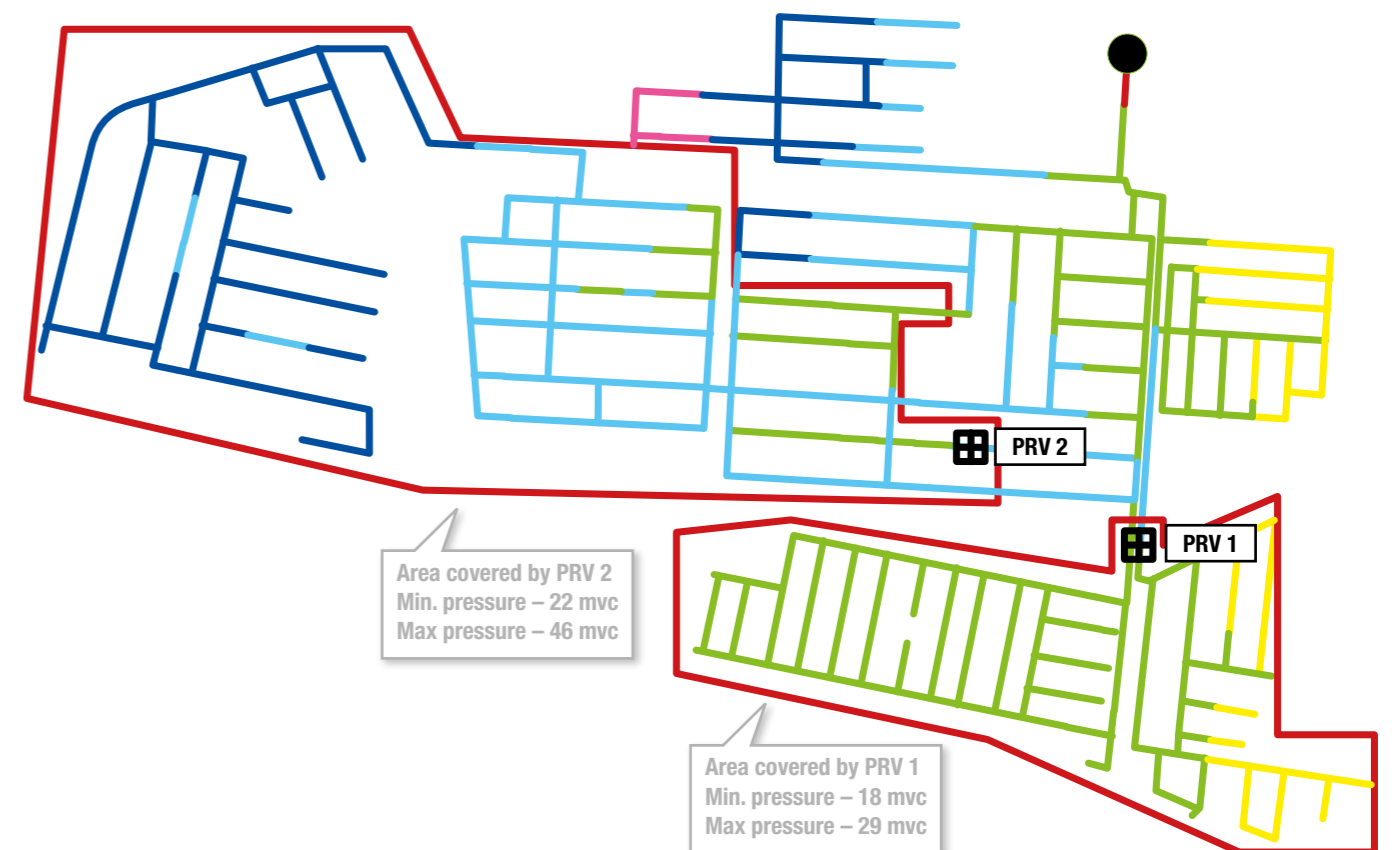 PRV 2
PRV 1
Area covered by PRV 2
Min. pressure – 22 mvc
Max pressure – 46 mvc
Area covered by PRV 1
Min. pressure – 18 mvc
Max pressure – 29 mvc